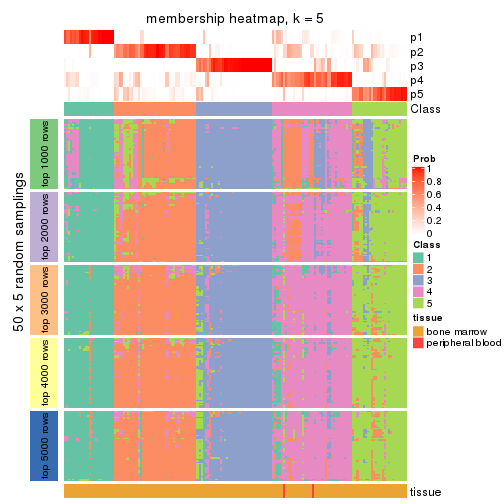 membership heatmap, k = 5
p1
p2
p3
p4
p5
Class
50 x 5 random samplings
top 1000 rows
top 2000 rows
top 3000 rows
top 4000 rows
top 5000 rows
tissue
Prob
1
0.8
0.6
0.4
0.2
0
Class
1
2
3
4
5
tissue
bone marrow
peripheral blood